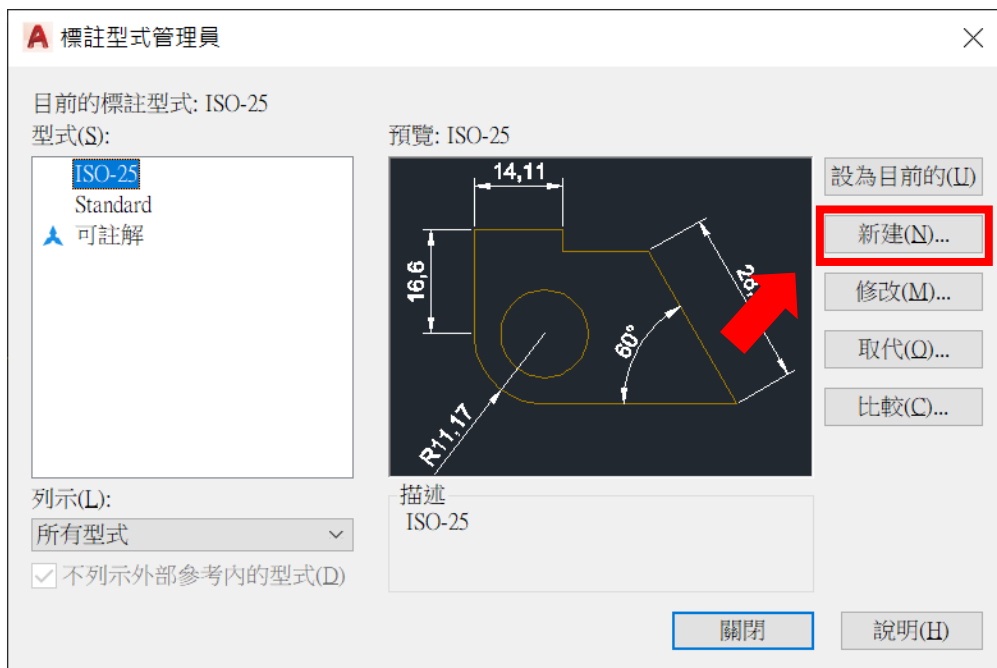 標註型式管理員
目前的標註型式: ISO-25
型式(S):
ISO-25
Standard
可註解
列示(L):
所有型式
不列示外部參考內的型式(D)
預覽: ISO-25
14,11
16,6
60°
R11,17
描述
ISO-25
設為目前的(U)
新建(N)...
修改(M)...
取代(O)...
比較(C)...
關閉
說明(H)